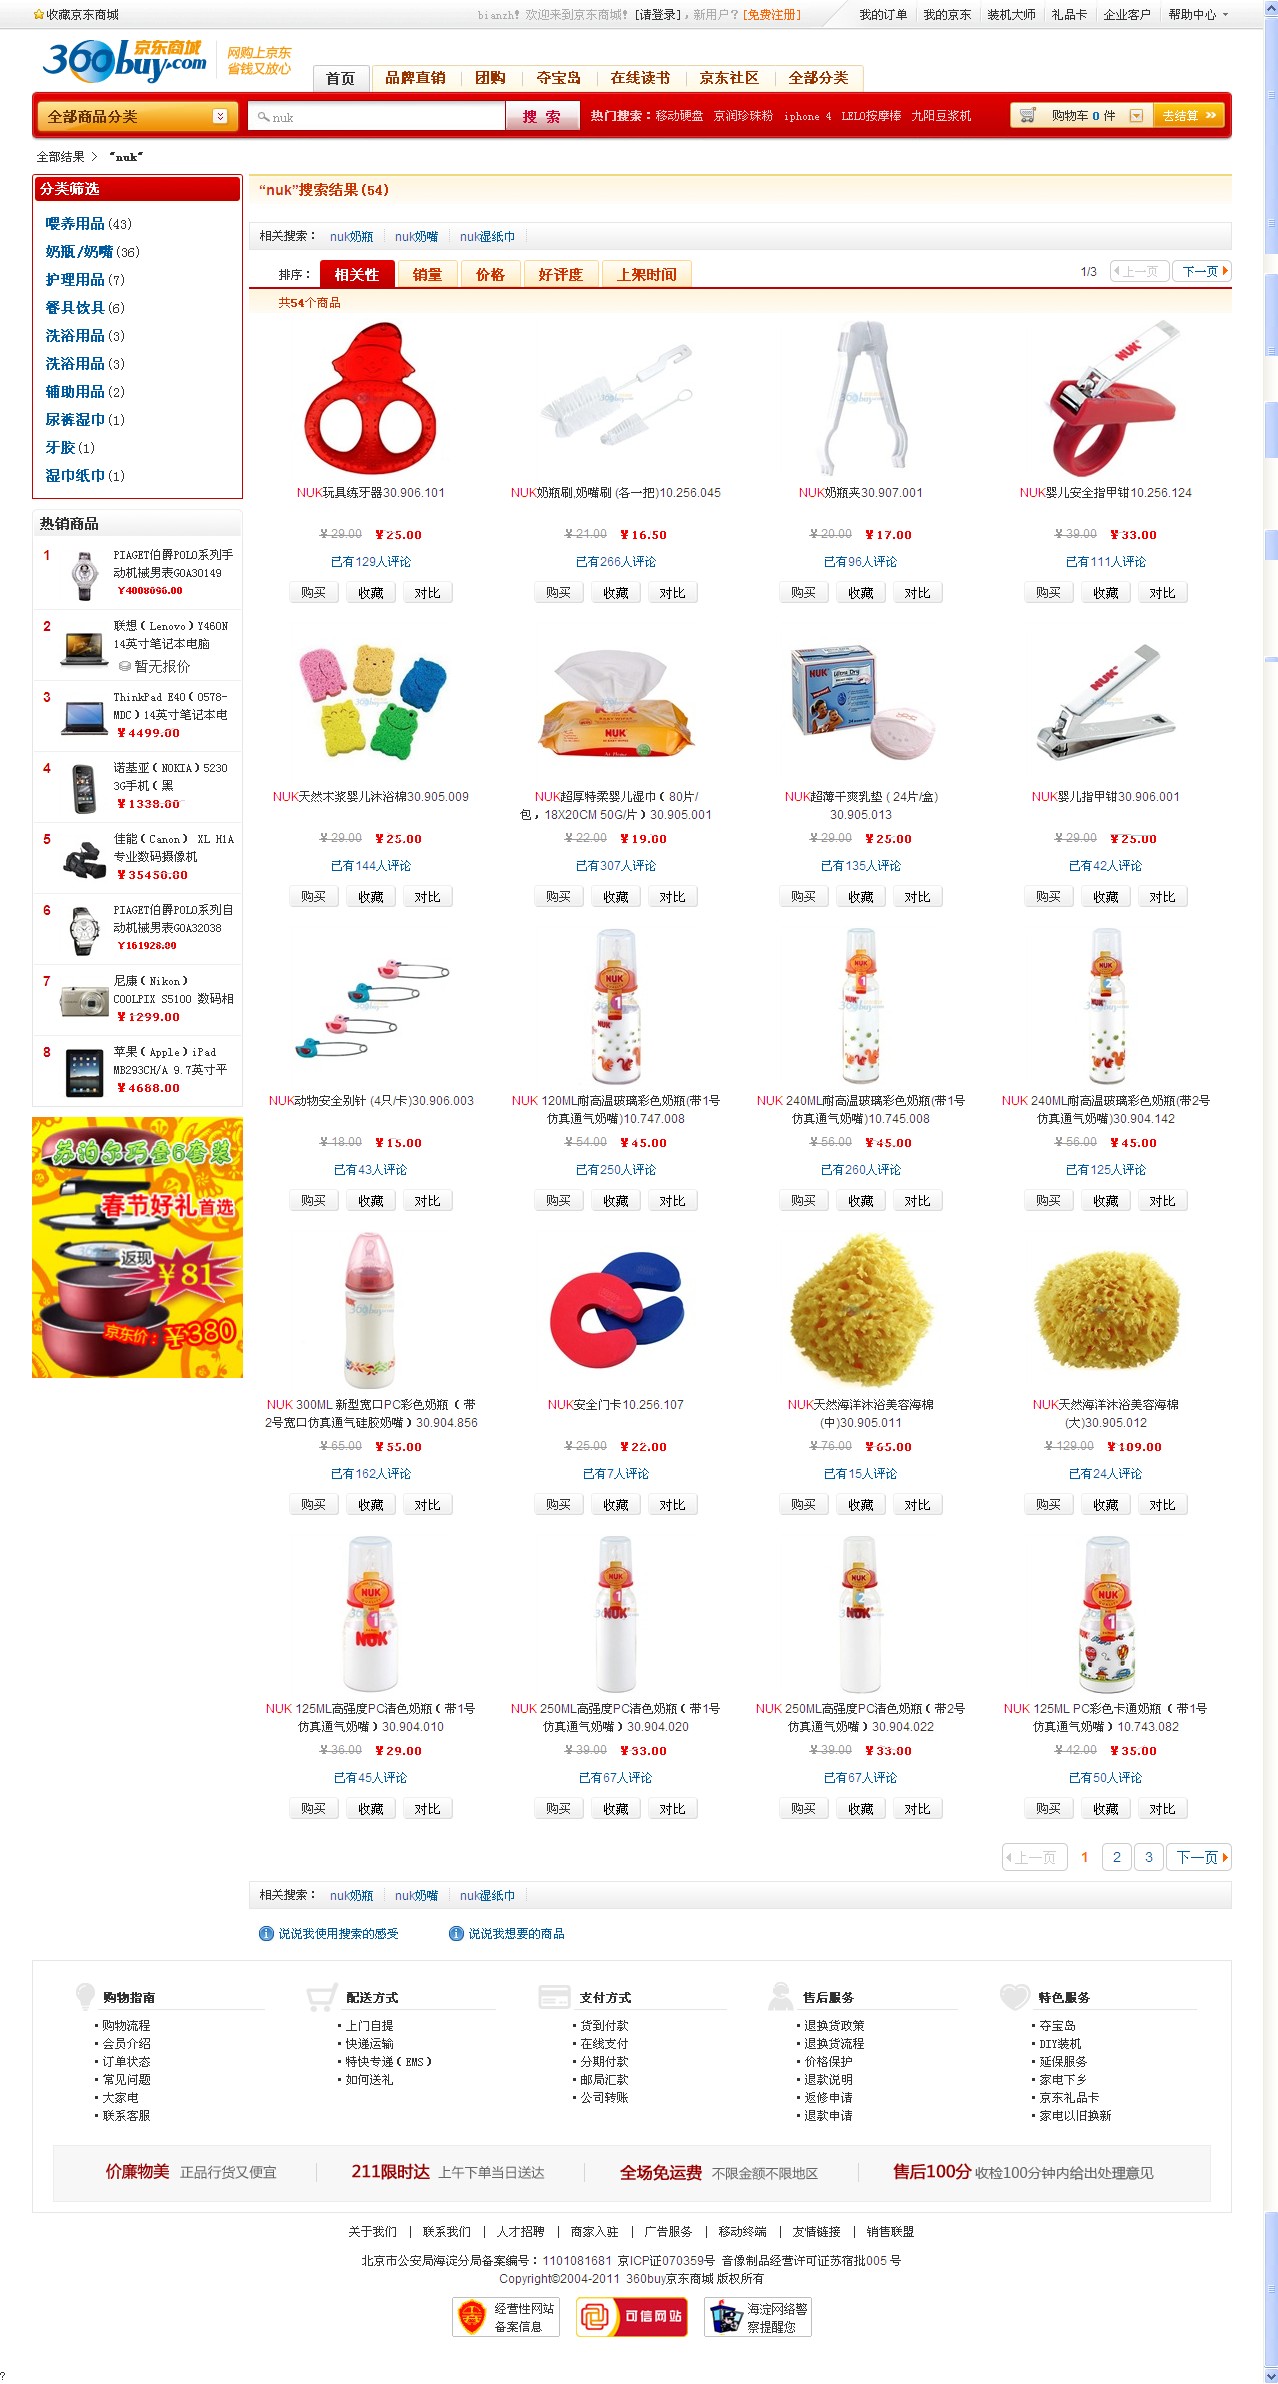 收藏京东商城
bianzh! 欢迎来到京东商城! [请登录], 新用户? [免费注册]
我的订单 我的京东 装机大师 礼品卡 企业客户 帮助中心
360buy.com 京东商城
网购上京东
省钱又放心
首页 品牌直销 团购 夺宝岛 在线读书 京东社区 全部分类
全部商品分类
nuk
搜 索
热门搜索: 移动硬盘 京润珍珠粉 iphone 4 LELO按摩棒 九阳豆浆机
购物车 0 件
去结算
全部结果 > "nuk"
分类筛选
喂养用品 (43)
奶瓶/奶嘴 (36)
护理用品 (7)
餐具饮具 (6)
洗浴用品 (3)
洗浴用品 (3)
辅助用品 (2)
尿裤湿巾 (1)
牙胶 (1)
湿巾纸巾 (1)
热销商品
1 PIAGET伯爵POLO系列手
动机械男表GOA30149
¥4008696.00
2 联想(Lenovo)Y460N
14英寸笔记本电脑
暂无报价
3 ThinkPad E40(0578-
MDC)14英寸笔记本电
¥4499.00
4 诺基亚(NOKIA)5230
3G手机(黑
¥1338.00
5 佳能(Canon) XL H1A
专业数码摄像机
¥35450.00
6 PIAGET伯爵POLO系列自
动机械男表GOA32038
¥161928.00
7 尼康(Nikon)
COOLPIX S5100 数码相
¥1299.00
8 苹果(Apple)iPad
MB293CH/A 9.7英寸平
¥4688.00
苏泊尔巧叠6套装
春节好礼首选
返现
¥81
京东价: ¥380
"nuk"搜索结果(54)
相关搜索: nuk奶瓶 nuk奶嘴 nuk湿纸巾
排序: 相关性 销量 价格 好评度 上架时间
1/3 上一页 下一页
共54个商品
NUK玩具练牙器30.906.101
¥29.00 ¥25.00
已有129人评论
购买 收藏 对比
NUK奶瓶刷,奶嘴刷 (各一把)10.256.045
¥21.00 ¥16.50
已有266人评论
购买 收藏 对比
NUK奶瓶夹30.907.001
¥20.00 ¥17.00
已有96人评论
购买 收藏 对比
NUK婴儿安全指甲钳10.256.124
¥39.00 ¥33.00
已有111人评论
购买 收藏 对比
NUK天然木浆婴儿沐浴棉30.905.009
¥29.00 ¥25.00
已有144人评论
购买 收藏 对比
NUK超厚特柔婴儿湿巾(80片/
包, 18X20CM 50G/片)30.905.001
¥22.00 ¥19.00
已有307人评论
购买 收藏 对比
NUK超薄干爽乳垫 ( 24片/盒)
30.905.013
¥29.00 ¥25.00
已有135人评论
购买 收藏 对比
NUK婴儿指甲钳30.906.001
¥29.00 ¥25.00
已有42人评论
购买 收藏 对比
NUK动物安全别针 (4只/卡)30.906.003
¥18.00 ¥15.00
已有43人评论
购买 收藏 对比
NUK 120ML耐高温玻璃彩色奶瓶(带1号
仿真通气奶嘴)10.747.008
¥54.00 ¥45.00
已有250人评论
购买 收藏 对比
NUK 240ML耐高温玻璃彩色奶瓶(带1号
仿真通气奶嘴)10.745.008
¥56.00 ¥45.00
已有260人评论
购买 收藏 对比
NUK 240ML耐高温玻璃彩色奶瓶(带2号
仿真通气奶嘴)30.904.142
¥56.00 ¥45.00
已有125人评论
购买 收藏 对比
NUK 300ML 新型宽口PC彩色奶瓶(带
2号宽口仿真通气硅胶奶嘴)30.904.856
¥65.00 ¥55.00
已有162人评论
购买 收藏 对比
NUK安全门卡10.256.107
¥25.00 ¥22.00
已有7人评论
购买 收藏 对比
NUK天然海洋沐浴美容海棉
(中)30.905.011
¥76.00 ¥65.00
已有15人评论
购买 收藏 对比
NUK天然海洋沐浴美容海棉
(大)30.905.012
¥129.00 ¥109.00
已有24人评论
购买 收藏 对比
NUK 125ML高强度PC洁色奶瓶(带1号
仿真通气奶嘴)30.904.010
¥36.00 ¥29.00
已有45人评论
购买 收藏 对比
NUK 250ML高强度PC洁色奶瓶(带1号
仿真通气奶嘴)30.904.020
¥39.00 ¥33.00
已有67人评论
购买 收藏 对比
NUK 250ML高强度PC洁色奶瓶(带2号
仿真通气奶嘴)30.904.022
¥39.00 ¥33.00
已有67人评论
购买 收藏 对比
NUK 125ML PC彩色卡通奶瓶(带1号
仿真通气奶嘴)10.743.082
¥42.00 ¥35.00
已有50人评论
购买 收藏 对比
上一页 1 2 3 下一页
相关搜索: nuk奶瓶 nuk奶嘴 nuk湿纸巾
说说我使用搜索的感受 说说我想要的商品
购物指南
购物流程
会员介绍
订单状态
常见问题
大家电
联系客服
配送方式
上门自提
快递运输
特快专递(EMS)
如何送礼
支付方式
货到付款
在线支付
分期付款
邮局汇款
公司转账
售后服务
退换货政策
退换货流程
价格保护
退款说明
返修申请
退款申请
特色服务
夺宝岛
DIY装机
延保服务
家电下乡
京东礼品卡
家电以旧换新
价廉物美 正品行货又便宜 211限时达 上午下单当日送达 全场免运费 不限金额不限地区 售后100分 收检100分钟内给出处理意见
关于我们 | 联系我们 | 人才招聘 | 商家入驻 | 广告服务 | 移动终端 | 友情链接 | 销售联盟
北京市公安局海淀分局备案编号: 1101081681 京ICP证070359号 音像制品经营许可证苏宿批005 号
Copyright©2004-2011 360buy京东商城 版权所有
经营性网站
备案信息
可信网站
海淀网络警
察提醒您
?